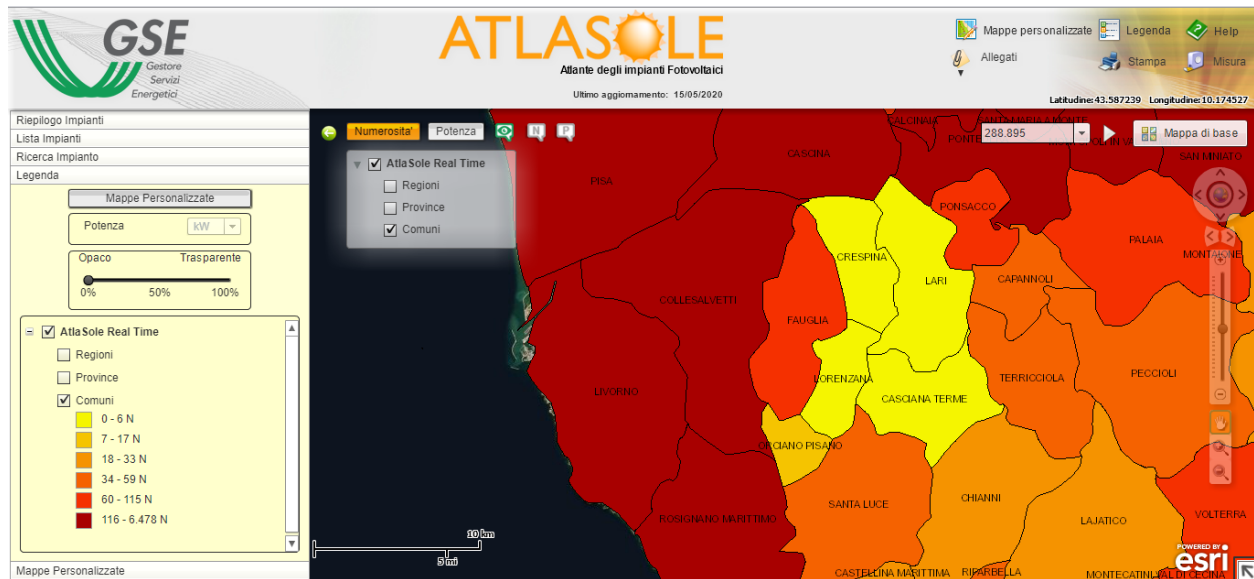 GSE
Gestore
Servizi
Energetici
ATLASOLE
Atlante degli impianti Fotovoltaici
Ultimo aggiornamento: 15/05/2020
Mappe personalizzate
Legenda
Help
Allegati
Stampa
Misura
Latitudine:43.587239 Longitudine:10.174527
Riepilogo Impianti
Lista Impianti
Ricerca Impianto
Legenda
Mappe Personalizzate
Potenza
kW
Opaco
Trasparente
0%
50%
100%
AtlaSole Real Time
Regioni
Province
Comuni
0 - 6 N
7 - 17 N
18 - 33 N
34 - 59 N
60 - 115 N
116 - 6.478 N
Mappe Personalizzate
Numerosita'
Potenza
N
P
288.895
Mappa di base
AtlaSole Real Time
Regioni
Province
Comuni
CASCINA
SAN MINIATO
PISA
PONSACCO
PALAIA
CRESPINA
LARI
CAPANNOLI
COLLESALVETTI
FAUGLIA
LIVORNO
LORENZANA
CASCIANA TERME
TERRICCIOLA
PECCIOLI
ORCIANO PISANO
SANTA LUCE
CHIANNI
LAJATICO
VOLTERRA
ROSIGNANO MARITTIMO
10 km
5 mi
CASTELLINA MARITTIMA
RIPARBELLA
MONTECATINI VAL DI CECINA
POWERED BY
esri